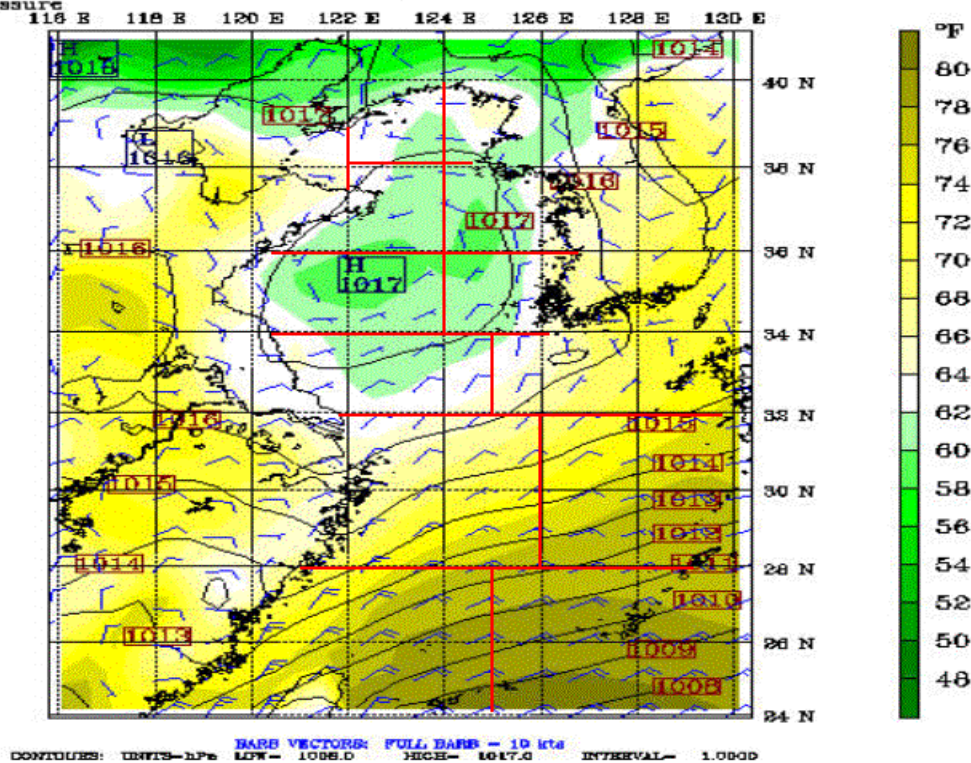 ssure
116 E 118 E 120 E 122 E 124 E 126 E 128 E 130 E
°F
H
1018
1014
40 N
80
1017
1015
78
L
1016
38 N
76
1016
74
1017
1016
36 N
72
H
1017
70
68
34 N
66
64
1016
1015
32 N
62
1014
60
1015
30 N
1013
58
1012
56
1014
1011
28 N
54
1010
52
1013
26 N
1009
50
1008
48
24 N
BARB VECTORS: FULL BARB = 10 kts
CONTOURS: UNITS=hPa LOW= 1008.0 HIGH= 1017.0 INTERVAL= 1.0000